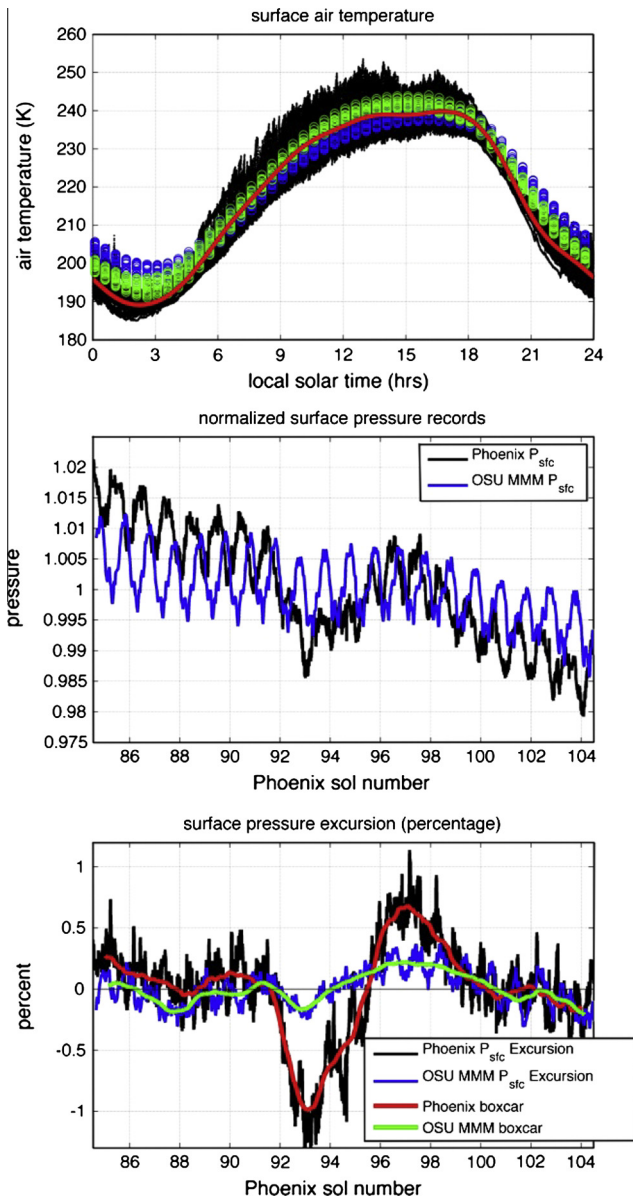 surface air temperature
260
250
240
230
220
210
200
190
180
air temperature (K)
0 3 6 9 12 15 18 21 24
local solar time (hrs)
normalized surface pressure records
1.02
1.015
1.01
1.005
1
0.995
0.99
0.985
0.98
0.975
pressure
Phoenix Psfc
OSU MMM Psfc
86 88 90 92 94 96 98 100 102 104
Phoenix sol number
surface pressure excursion (percentage)
1
0.5
0
-0.5
-1
percent
Phoenix Psfc Excursion
OSU MMM Psfc Excursion
Phoenix boxcar
OSU MMM boxcar
86 88 90 92 94 96 98 100 102 104
Phoenix sol number